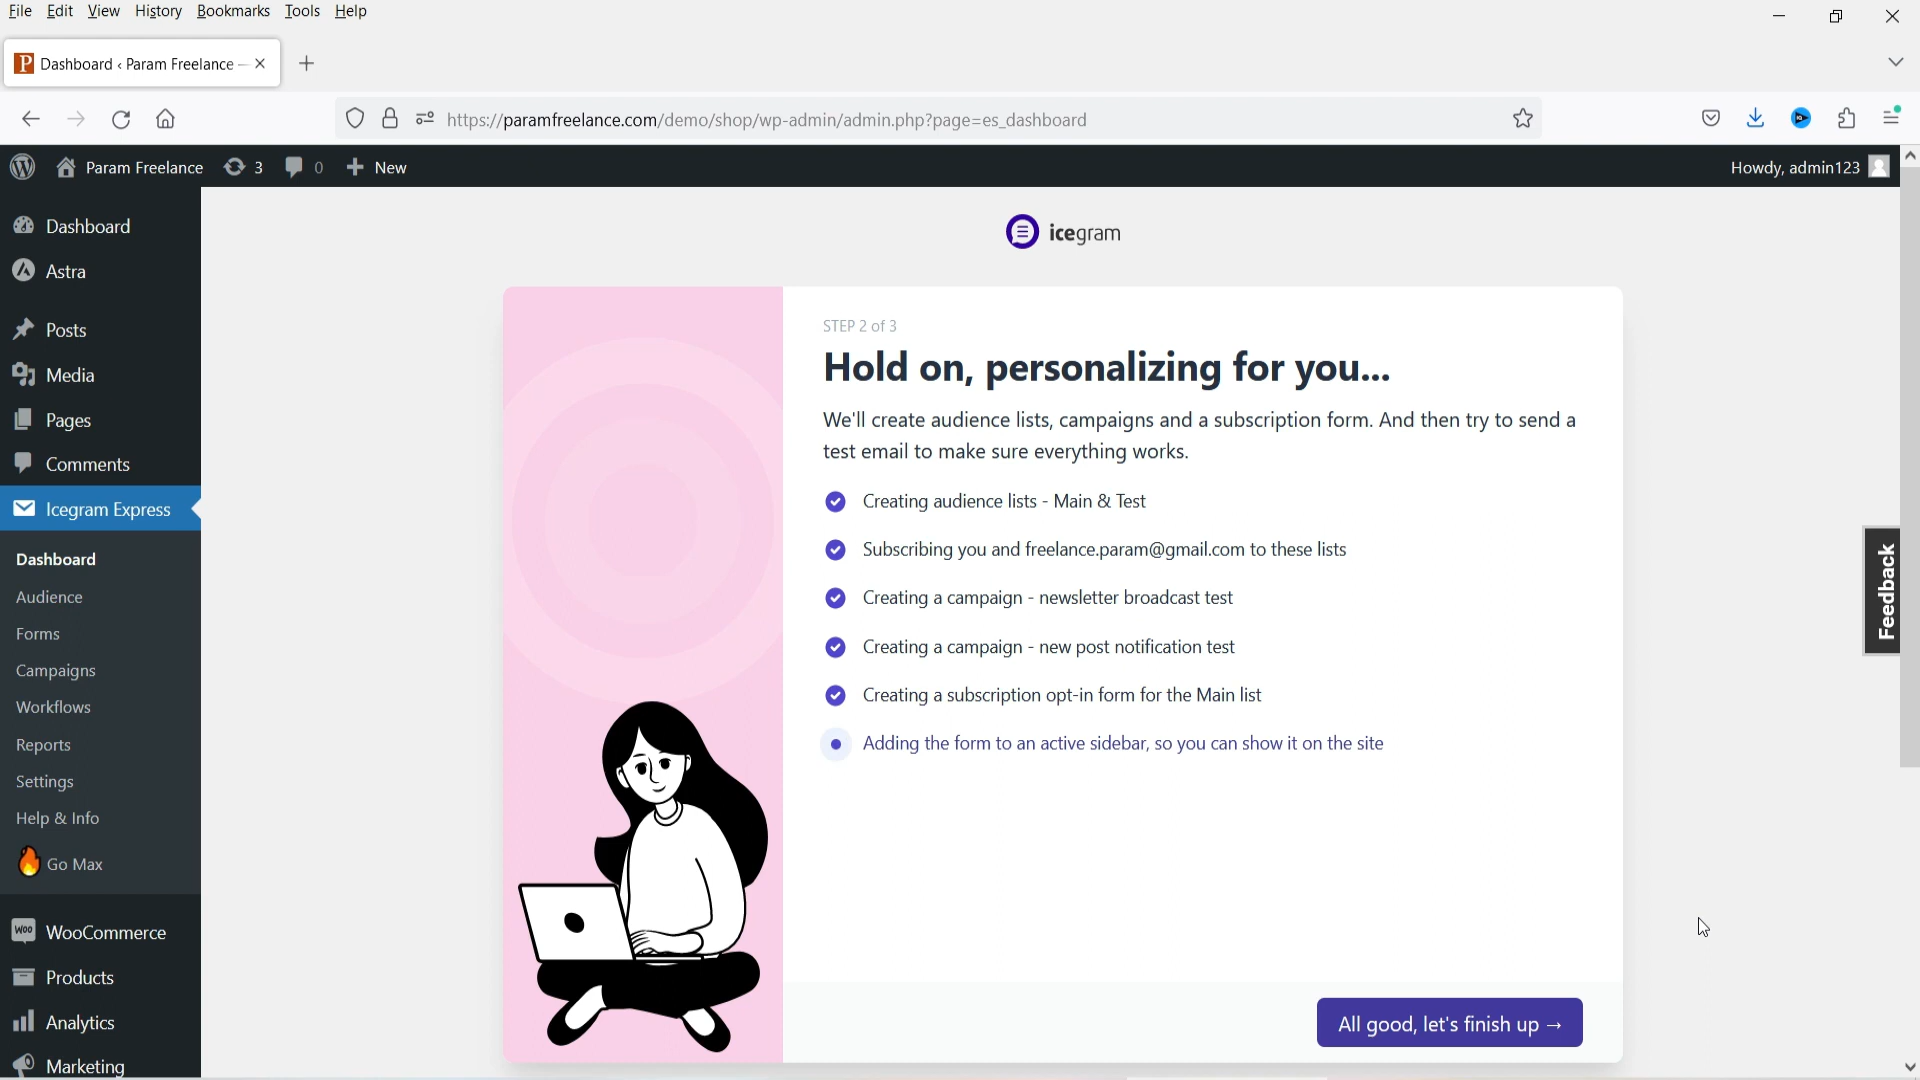 File Edit View History Bookmarks Tools Help
Dashboard ‹ Param Freelance —
https://paramfreelance.com/demo/shop/wp-admin/admin.php?page=es_dashboard
Param Freelance 3 0 New
Howdy, admin123
Dashboard
Astra
Posts
Media
Pages
Comments
Icegram Express
Dashboard
Audience
Forms
Campaigns
Workflows
Reports
Settings
Help & Info
Go Max
WooCommerce
Products
Analytics
Marketing
icegram
STEP 2 of 3
Hold on, personalizing for you...
We'll create audience lists, campaigns and a subscription form. And then try to send a
test email to make sure everything works.
Creating audience lists - Main & Test
Subscribing you and freelance.param@gmail.com to these lists
Creating a campaign - newsletter broadcast test
Creating a campaign - new post notification test
Creating a subscription opt-in form for the Main list
Adding the form to an active sidebar, so you can show it on the site
All good, let's finish up →
Feedback